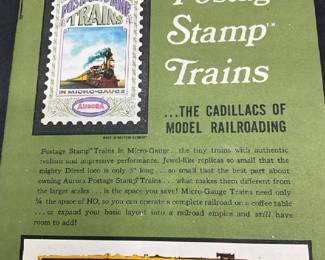 Postage
Stamp™
Trains
POSTAGE STAMP
TRAINS
IN MICRO-GAUGE
AURORA
MADE IN WESTERN GERMANY
...THE CADILLACS OF
MODEL RAILROADING
Postage Stamp Trains In Micro-Gauge... the tiny trains with authentic
realism and impressive performance. Jewel-like replicas so small that the
mighty Diesel loco is only 3" long... so small that the best part about
owning Aurora Postage Stamp Trains... what makes them different from
the larger scales... is the space you save! Micro-Gauge Trains need only
¼ the space of HO, so you can operate a complete railroad on a coffee table
... or expand your basic layout into a railroad empire and still have
room to add!